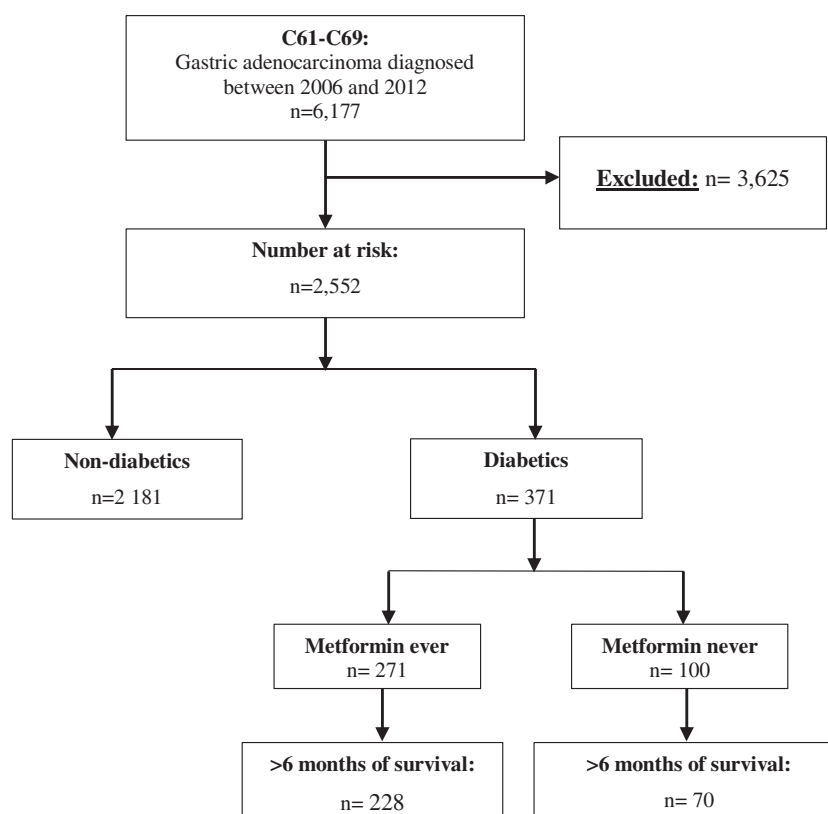 C61-C69:
Gastric adenocarcinoma diagnosed
between 2006 and 2012
n=6,177
Excluded: n= 3,625
Number at risk:
n=2,552
Non-diabetics
n=2 181
Diabetics
n= 371
Metformin ever
n= 271
Metformin never
n= 100
>6 months of survival:
n= 228
>6 months of survival:
n= 70